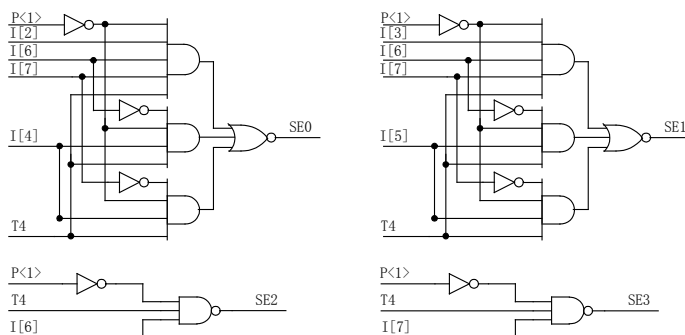 P<1>
I[2]
I[6]
I[7]
I[4]
T4
SE0
P<1>
I[3]
I[6]
I[7]
I[5]
T4
SE1
P<1>
T4
I[6]
SE2
P<1>
T4
I[7]
SE3